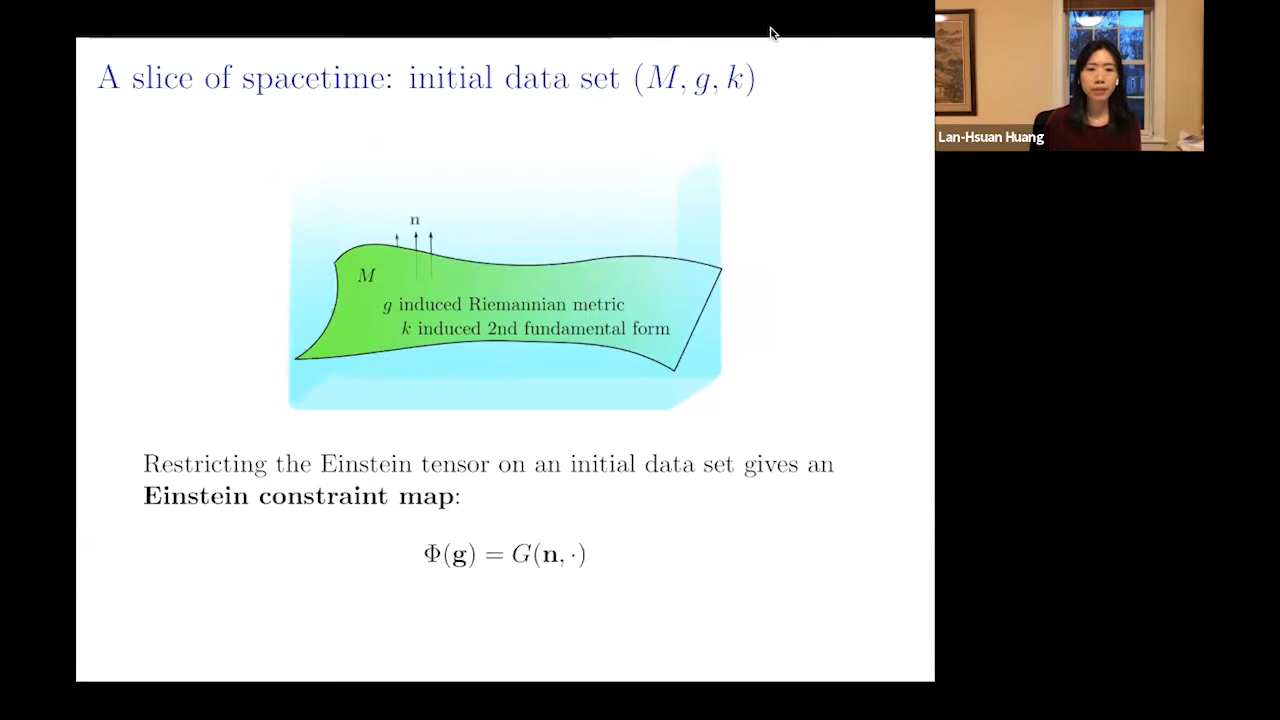 A slice of spacetime: initial data set (M, g, k)
Lan-Hsuan Huang
n
M
g induced Riemannian metric
k induced 2nd fundamental form
Restricting the Einstein tensor on an initial data set gives an
Einstein constraint map:
Φ(g) = G(n, ·)